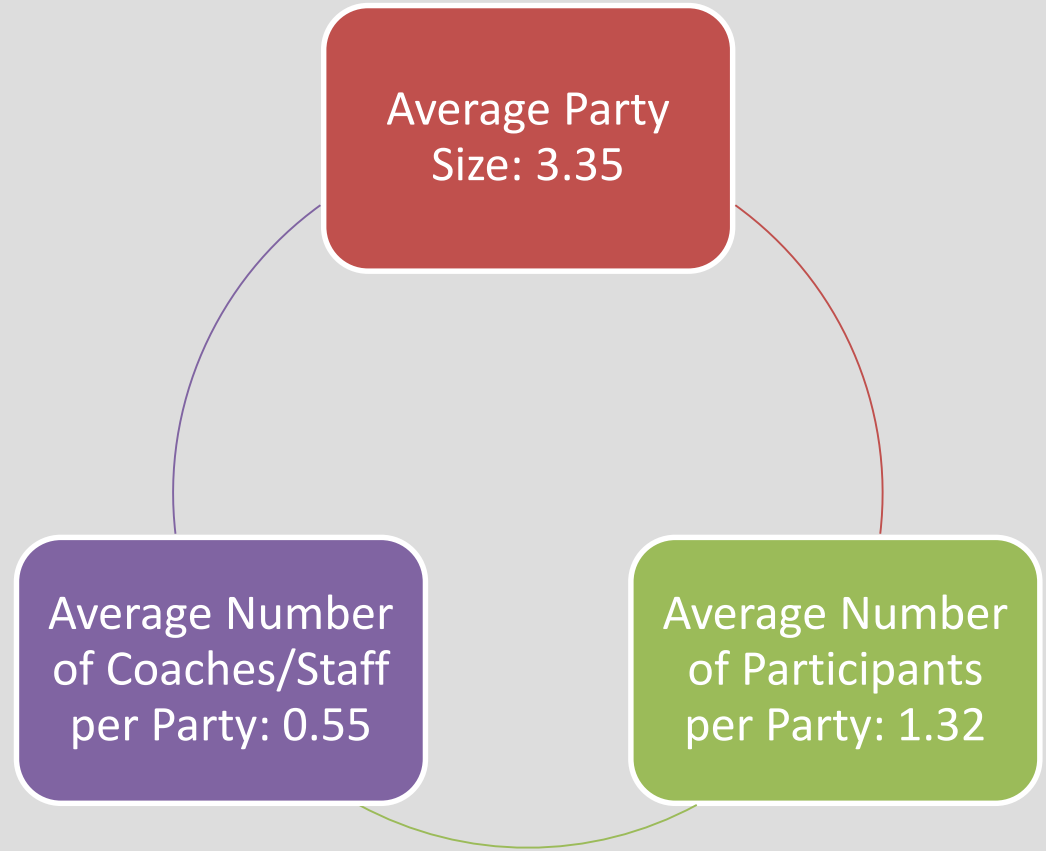 Average Party
Size: 3.35
Average Number
of Coaches/Staff
per Party: 0.55
Average Number
of Participants
per Party: 1.32